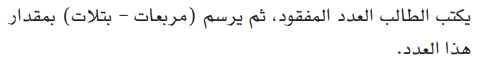 يكتب الطالب العدد المفقود، ثم يرسم (مربعات - بتلات) بمقدار
هذا العدد.